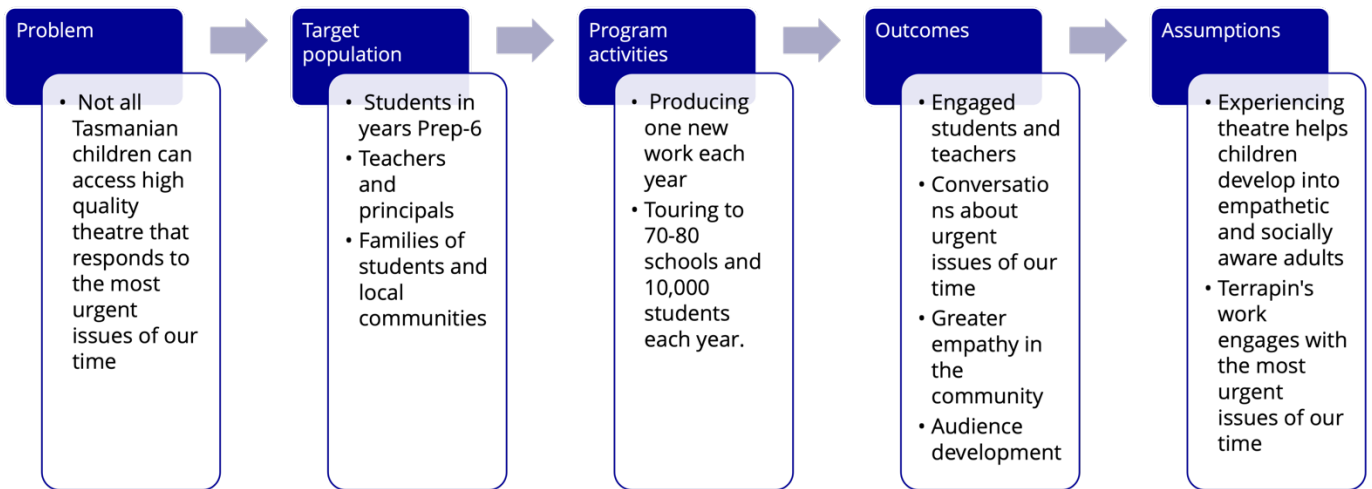 Problem
• Not all
Tasmanian
children can
access high
quality
theatre that
responds to
the most
urgent
issues of our
time
Target
population
• Students in
years Prep-6
• Teachers
and
principals
• Families of
students and
local
communities
Program
activities
• Producing
one new
work each
year
• Touring to
70-80
schools and
10,000
students
each year.
Outcomes
• Engaged
students and
teachers
• Conversatio
ns about
urgent
issues of our
time
• Greater
empathy in
the
community
• Audience
development
Assumptions
• Experiencing
theatre helps
children
develop into
empathetic
and socially
aware adults
• Terrapin's
work
engages with
the most
urgent
issues of our
time